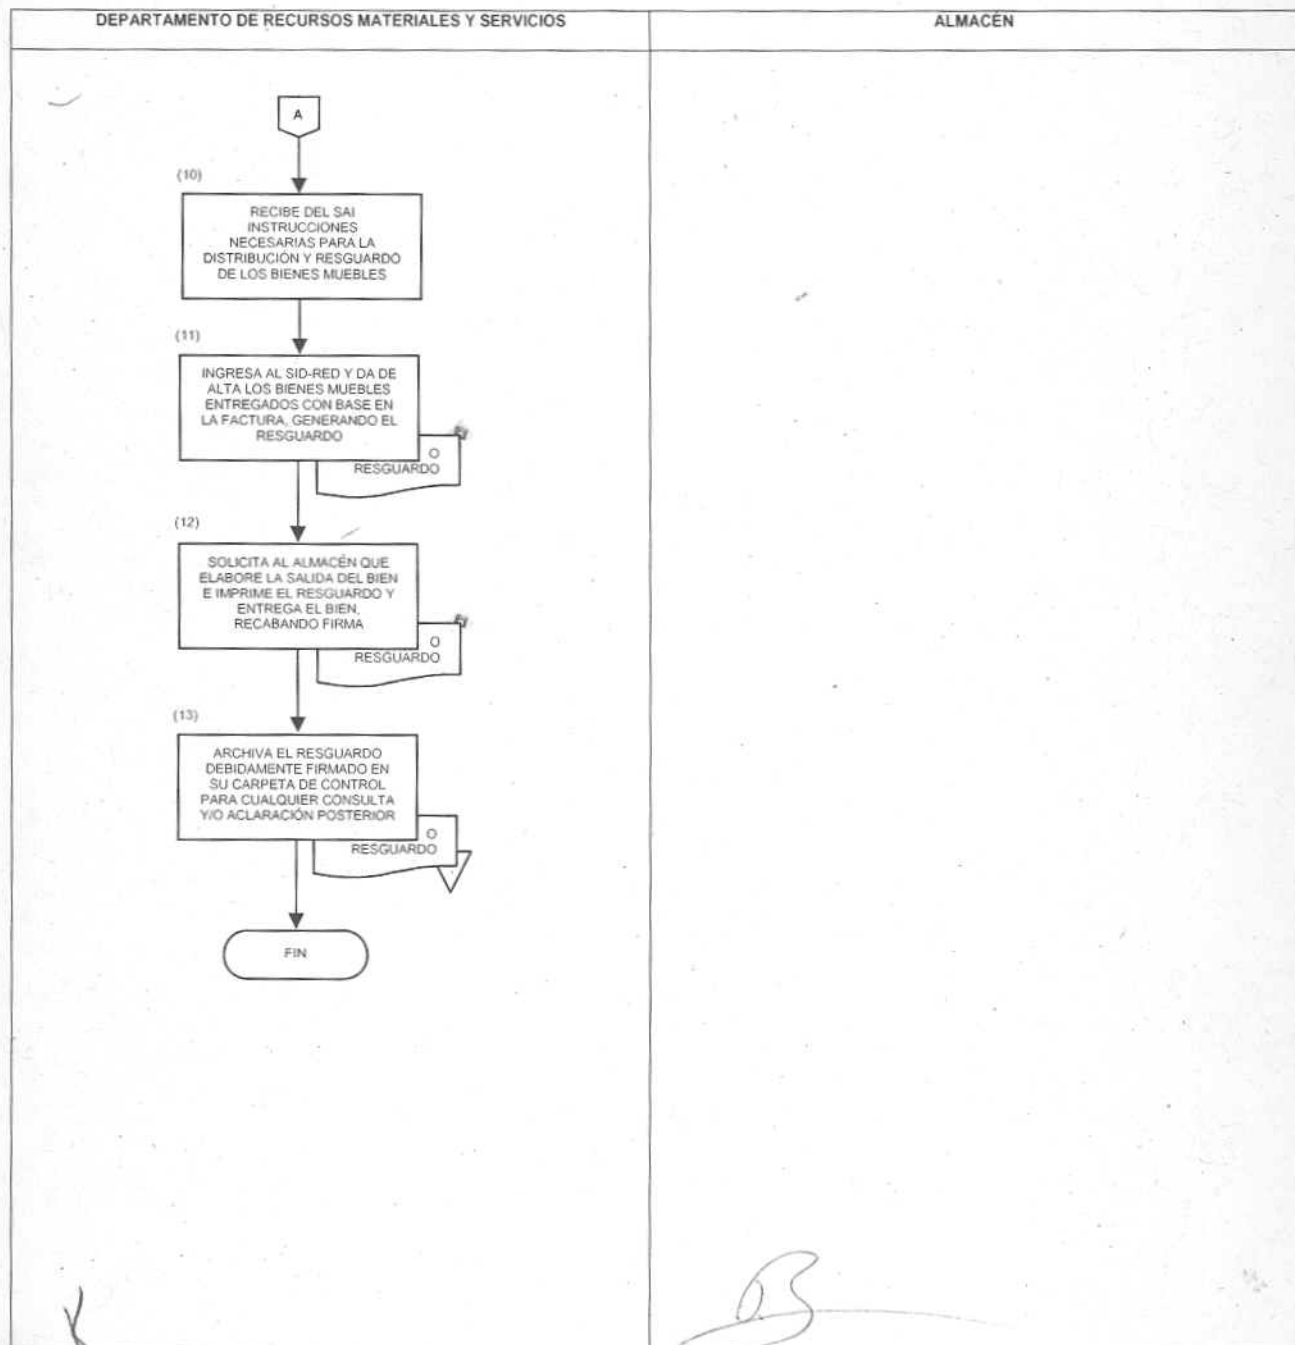 DEPARTAMENTO DE RECURSOS MATERIALES Y SERVICIOS
ALMACÉN
A
(10)
RECIBE DEL SAI
INSTRUCCIONES
NECESARIAS PARA LA
DISTRIBUCIÓN Y RESGUARDO
DE LOS BIENES MUEBLES
(11)
INGRESA AL SID-RED Y DA DE
ALTA LOS BIENES MUEBLES
ENTREGADOS CON BASE EN
LA FACTURA, GENERANDO EL
RESGUARDO
O
RESGUARDO
(12)
SOLICITA AL ALMACÉN QUE
ELABORE LA SALIDA DEL BIEN
E IMPRIME EL RESGUARDO Y
ENTREGA EL BIEN,
RECABANDO FIRMA
O
RESGUARDO
(13)
ARCHIVA EL RESGUARDO
DEBIDAMENTE FIRMADO EN
SU CARPETA DE CONTROL
PARA CUALQUIER CONSULTA
Y/O ACLARACIÓN POSTERIOR
O
RESGUARDO
FIN